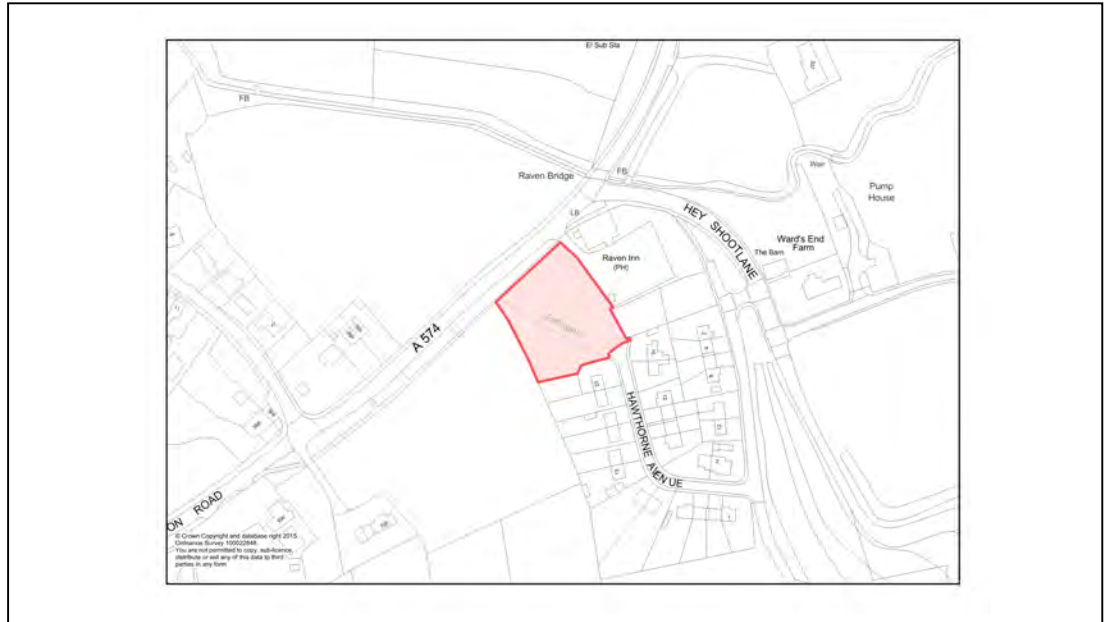 El Sub Sta
FB
Raven Bridge
FB
Weir
Pump
House
LB
HEY SHOOTLANE
Ward's End
Farm
The Barn
Raven Inn
(PH)
A 574
HAWTHORNE AVENUE
ON ROAD
© Crown Copyright and database right 2015.
Ordnance Survey 100022848.
You are not permitted to copy, sub-licence,
distribute or sell any of this data to third
parties in any form